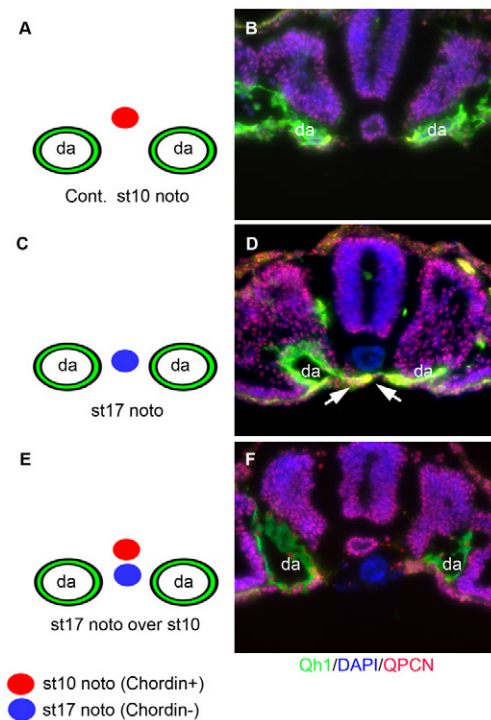 A
B
da
da
Cont. st10 noto
da
da
C
D
da
da
st17 noto
da
da
E
F
da
da
st17 noto over st10
da
da
Qh1/DAPI/QPCN
st10 noto (Chordin+)
st17 noto (Chordin-)